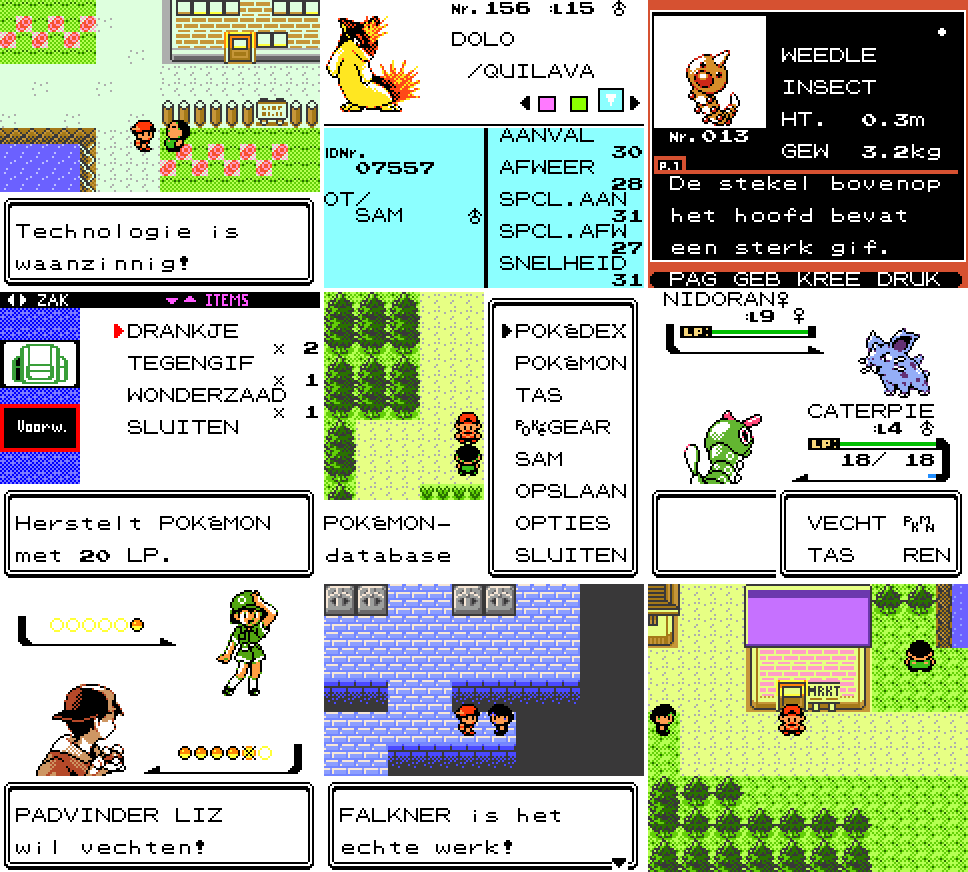 Technologie is
waanzinnig!
Nr.156 :L15 ♂
DOLO
/QUILAVA
IDNr.
07557
OT/
SAM ♂
AANVAL
30
AFWEER
28
SPCL.AAN
31
SPCL.AFW
27
SNELHEID
31
WEEDLE
INSECT
Nr.013
HT. 0.3m
GEW 3.2kg
P.1
De stekel bovenop
het hoofd bevat
een sterk gif.
PAG GEB KREE DRUK
ZAK ITEMS
DRANKJE
× 2
TEGENGIF
× 1
WONDERZAAD
× 1
SLUITEN
Voorw.
Herstelt POKéMON
met 20 LP.
POKéDEX
POKéMON
TAS
POKéGEAR
SAM
OPSLAAN
OPTIES
SLUITEN
POKéMON-
database
NIDORAN♀
:L9 ♀
LP:
CATERPIE
:L4 ♂
LP:
18/ 18
VECHT PKMN
TAS REN
PADVINDER LIZ
wil vechten!
FALKNER is het
echte werk!
MRKT